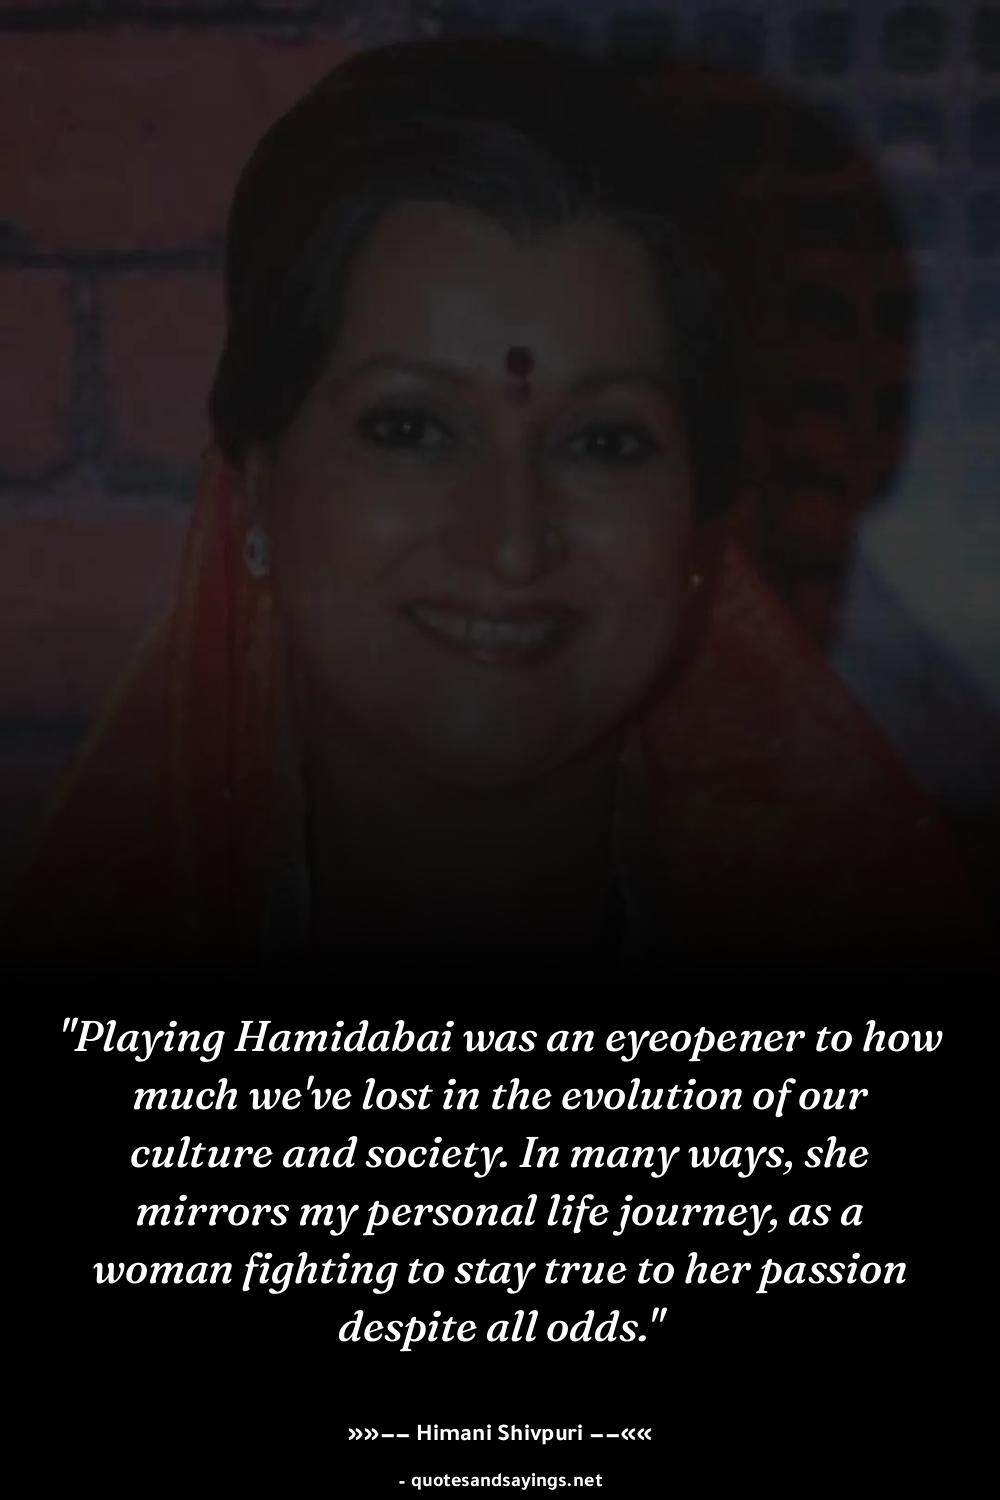 "Playing Hamidabai was an eyeopener to how
much we've lost in the evolution of our
culture and society. In many ways, she
mirrors my personal life journey, as a
woman fighting to stay true to her passion
despite all odds."
»»−− Himani Shivpuri −−««
- quotesandsayings.net